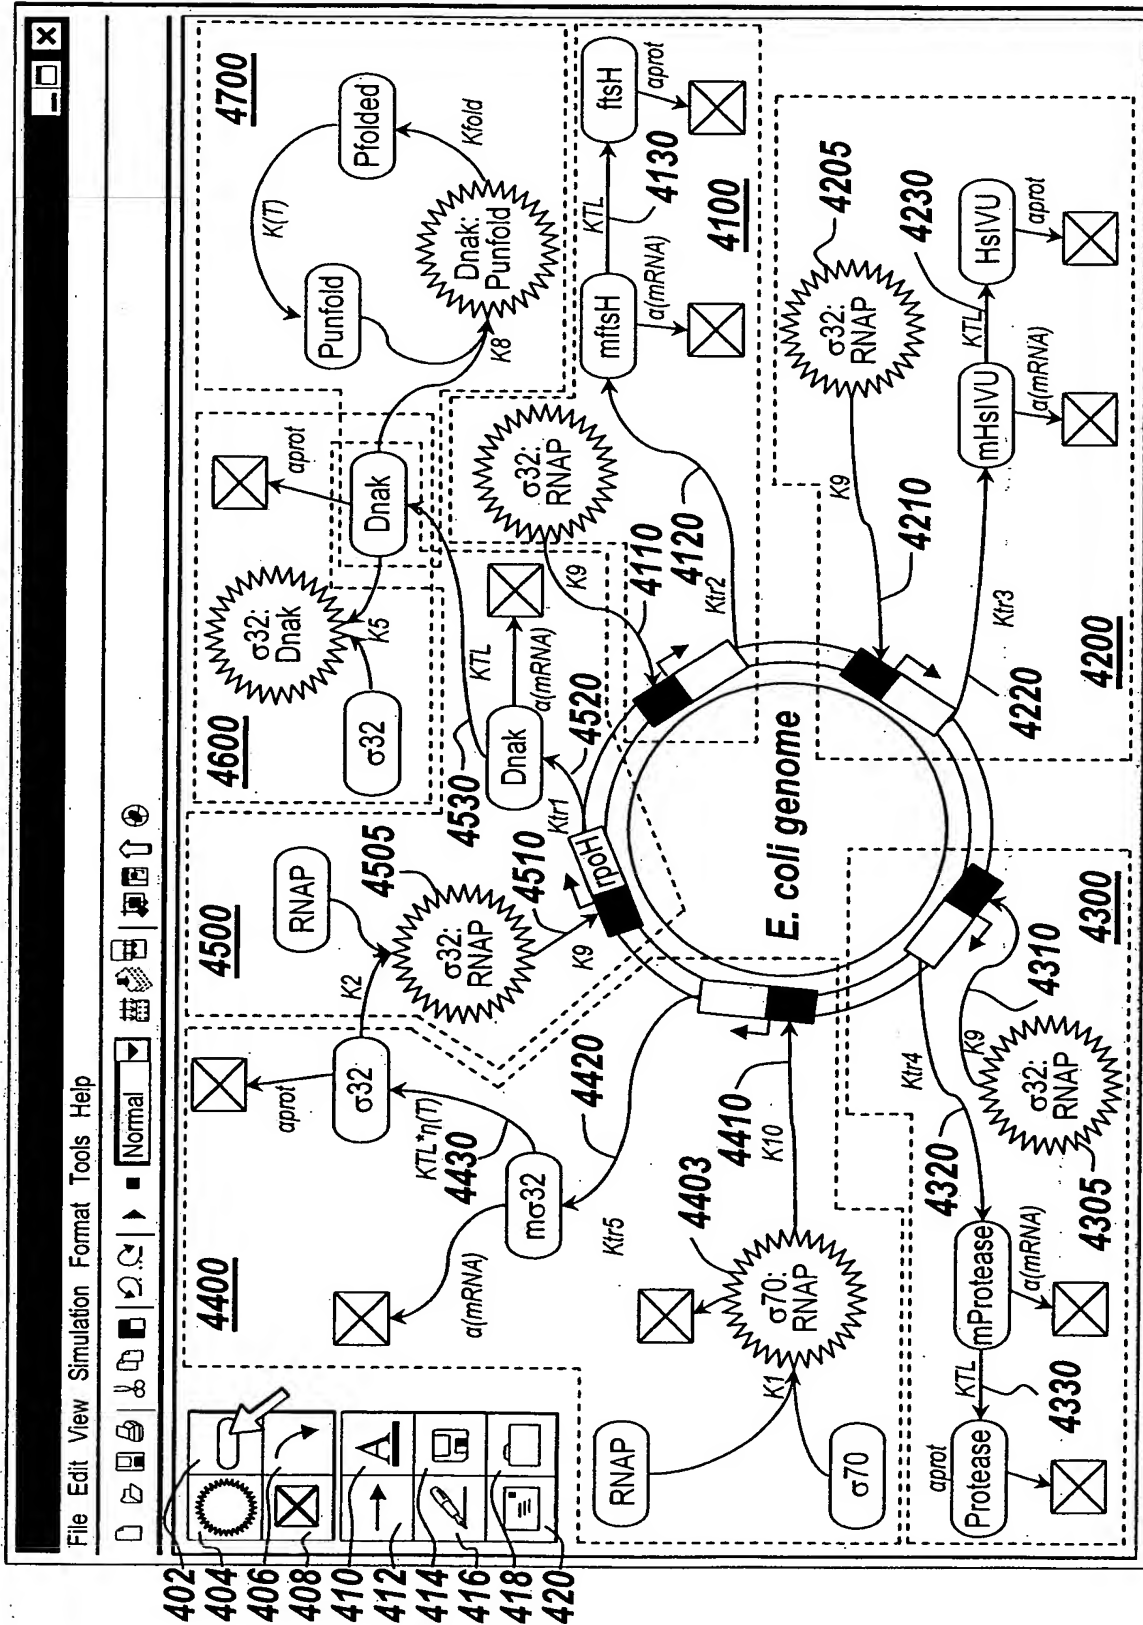 File Edit View Simulation Format Tools Help
Normal
402
404
406
408
410
412
414
416
418
420
A
4400
α(mRNA)
mσ32
Ktr5
KTL*η(T)
4430
αprot
σ32
K2
4420
4500
RNAP
σ32:
RNAP
4505
4510
K9
rpoH
Ktr1
4520
Dnak
α(mRNA)
KTL
4530
4600
σ32
K5
σ32:
Dnak
Dnak
αprot
4700
Punfold
K(T)
Pfolded
Kfold
Dnak:
Punfold
K8
σ32:
RNAP
K9
4110
4120
Ktr2
mftsH
α(mRNA)
KTL
4130
ftsH
αprot
4100
RNAP
σ70
K1
σ70:
RNAP
4403
4410
K10
E. coli genome
σ32:
RNAP
4205
K9
4210
Ktr3
4220
mHslVU
α(mRNA)
KTL
4230
HslVU
αprot
4200
4300
4310
K9
σ32:
RNAP
4305
Ktr4
4320
mProtease
α(mRNA)
KTL
4330
Protease
αprot